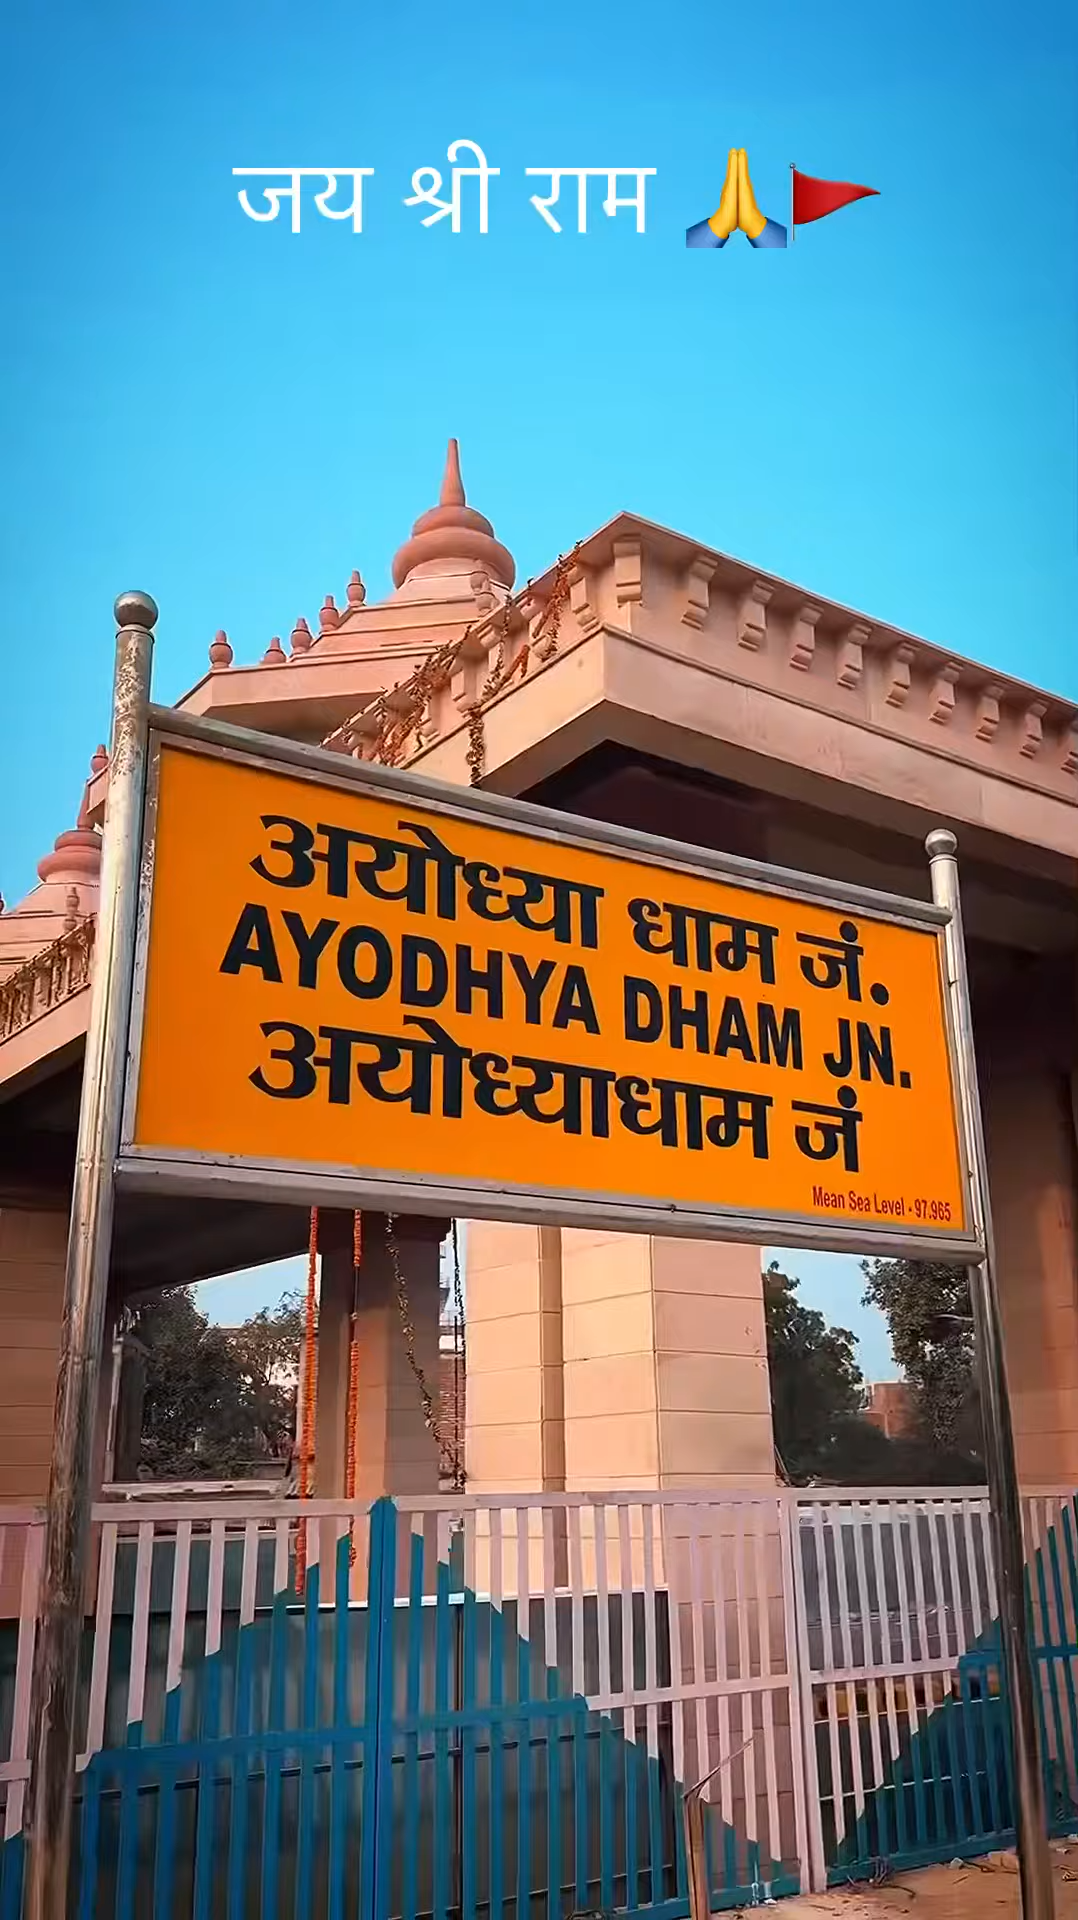 जय श्री राम 🙏🚩
अयोध्या धाम जं.
AYODHYA DHAM JN.
अयोध्याधाम जं
Mean Sea Level - 97.965